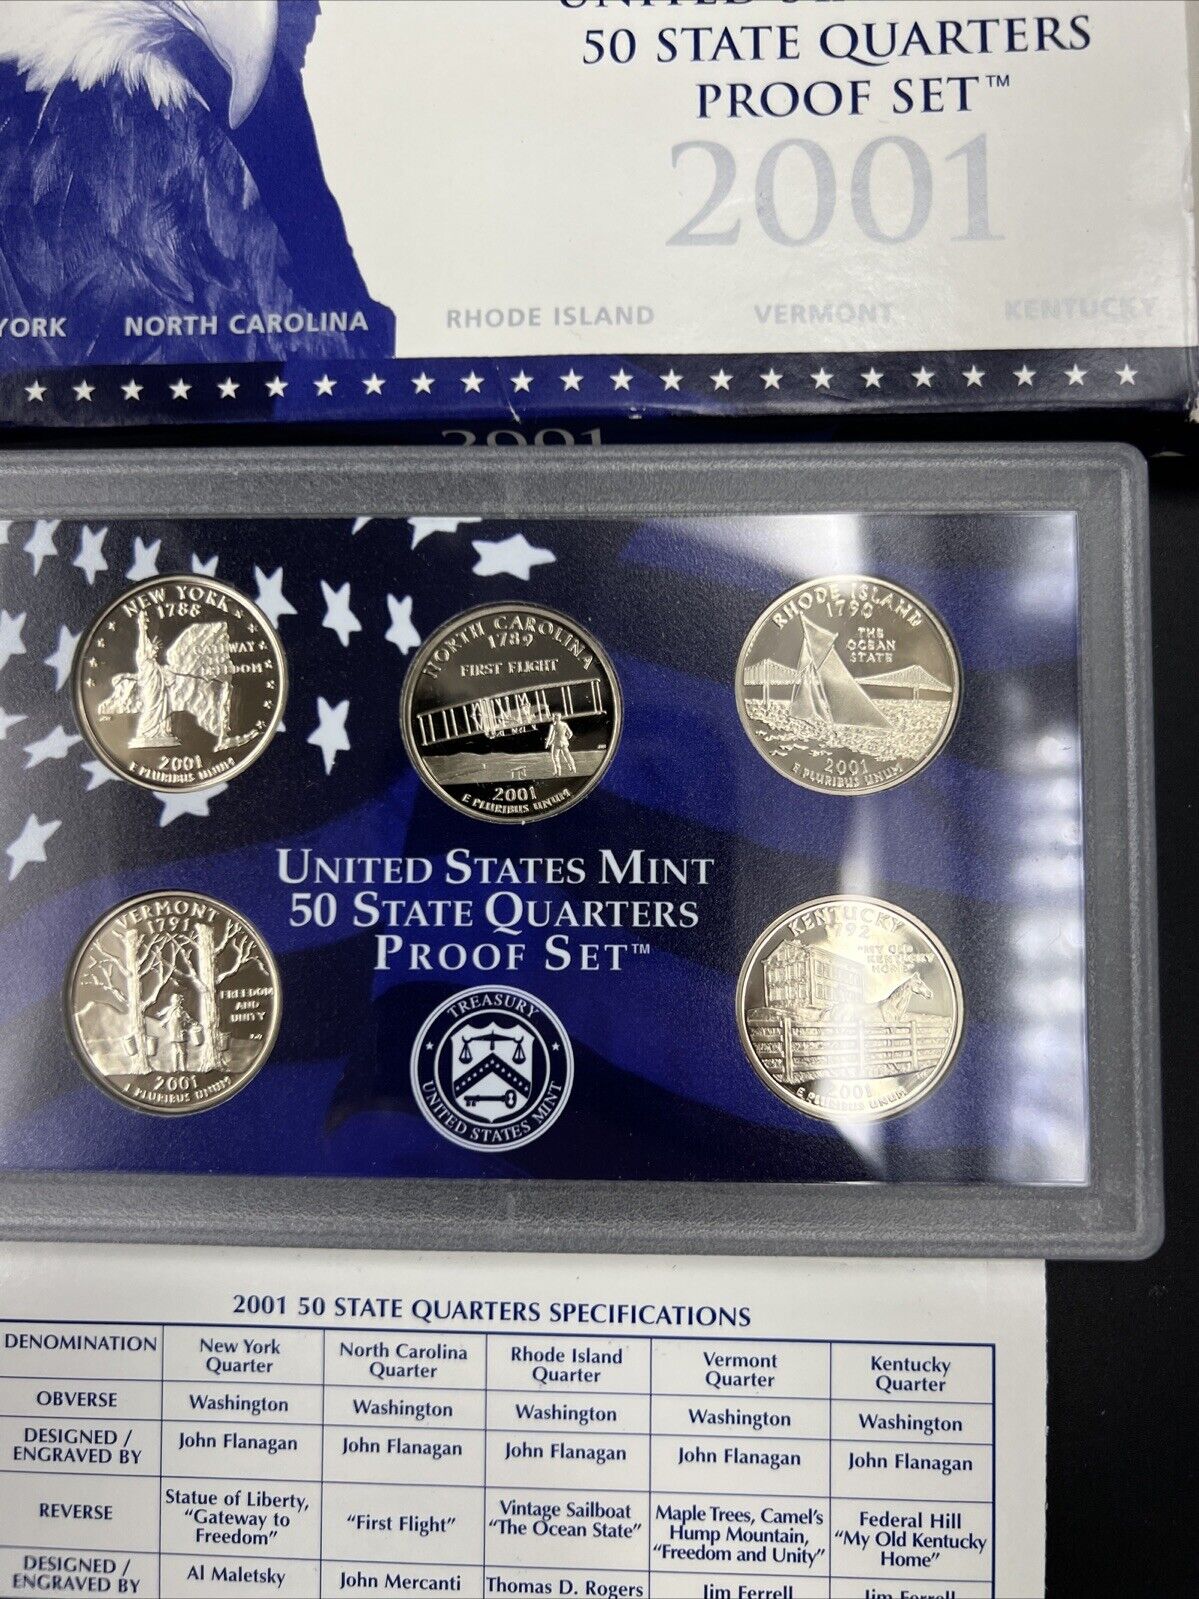 50 STATE QUARTERS
PROOF SET™
2001
YORK NORTH CAROLINA RHODE ISLAND VERMONT KENTUCKY
2001
NEW YORK
1788
GATEWAY
TO
FREEDOM
2001
E PLURIBUS UNUM
NORTH CAROLINA
1789
FIRST FLIGHT
2001
E PLURIBUS UNUM
RHODE ISLAND
1790
THE
OCEAN
STATE
2001
E PLURIBUS UNUM
UNITED STATES MINT
50 STATE QUARTERS
PROOF SET™
VERMONT
1791
FREEDOM
AND
UNITY
2001
E PLURIBUS UNUM
TREASURY
UNITED STATES MINT
KENTUCKY
1792
"MY OLD
KENTUCKY
HOME"
2001
E PLURIBUS UNUM
2001 50 STATE QUARTERS SPECIFICATIONS
DENOMINATION New York Quarter North Carolina Quarter Rhode Island Quarter Vermont Quarter Kentucky Quarter
OBVERSE Washington Washington Washington Washington Washington
DESIGNED / ENGRAVED BY John Flanagan John Flanagan John Flanagan John Flanagan John Flanagan
REVERSE Statue of Liberty, "Gateway to Freedom" "First Flight" Vintage Sailboat "The Ocean State" Maple Trees, Camel's Hump Mountain, "Freedom and Unity" Federal Hill "My Old Kentucky Home"
DESIGNED / ENGRAVED BY Al Maletsky John Mercanti Thomas D. Rogers Jim Ferrell Jim Ferrell